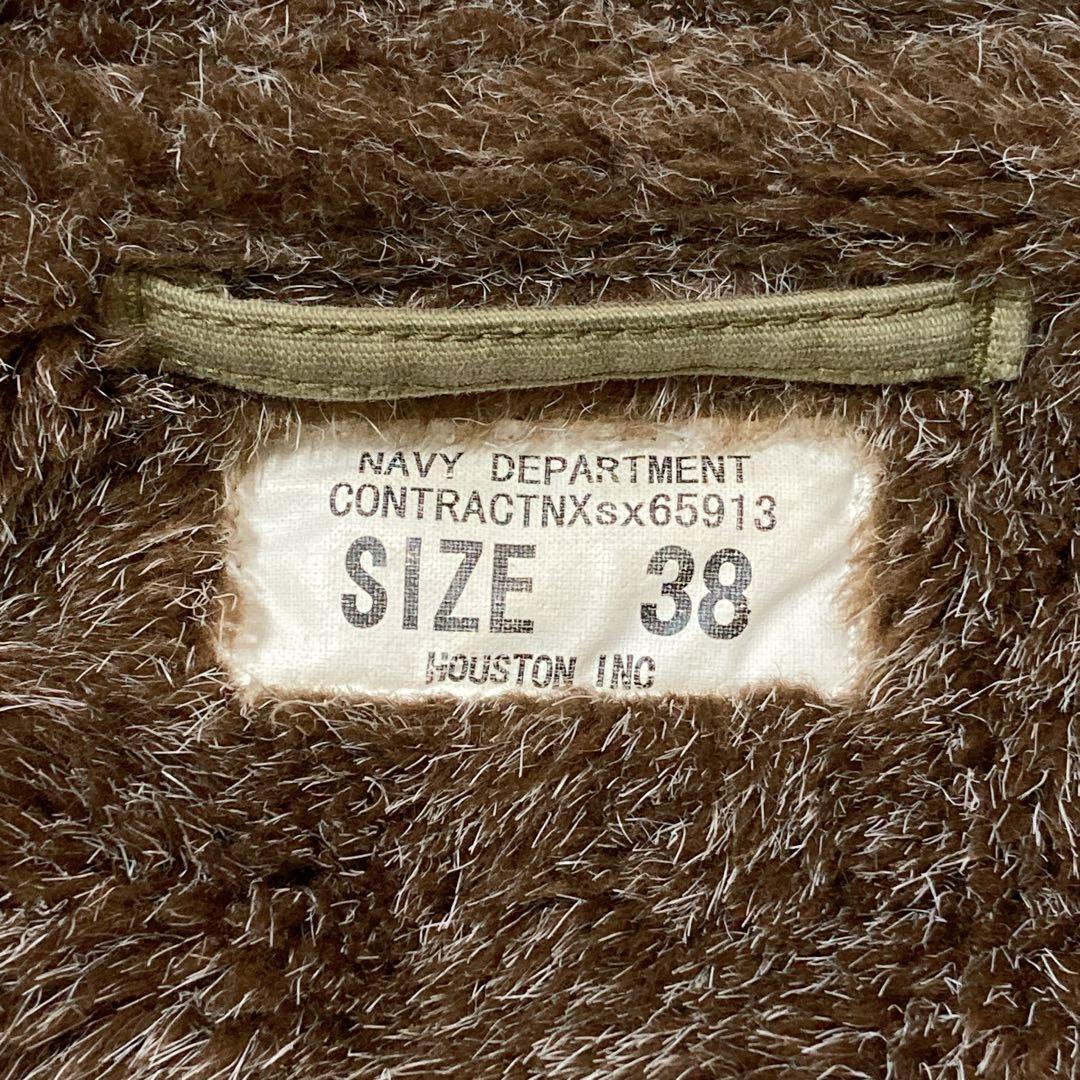 NAVY DEPARTMENT
CONTRACTNXsx65913
SIZE 38
HOUSTON INC